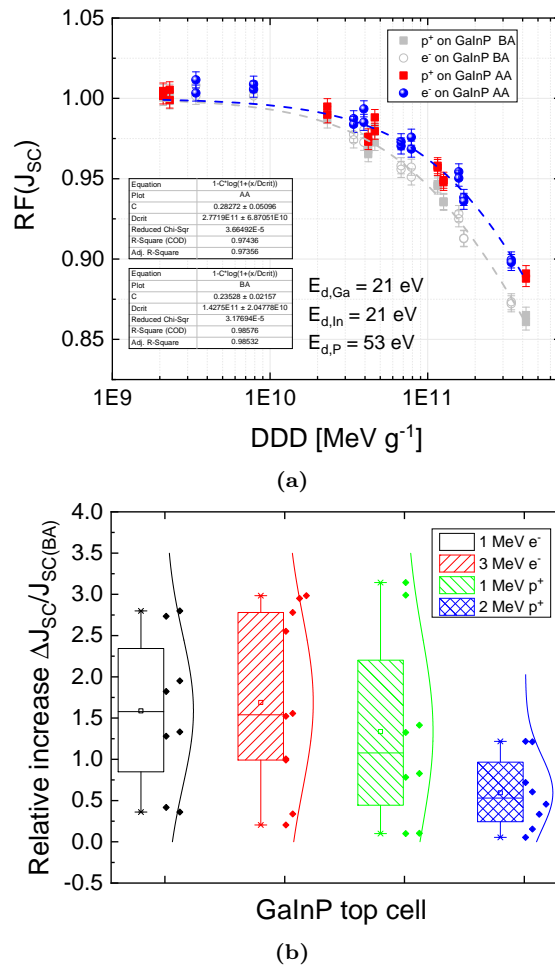 1.05
1.00
0.95
0.90
0.85
RF(J_SC)
p⁺ on GaInP BA
e⁻ on GaInP BA
p⁺ on GaInP AA
e⁻ on GaInP AA
Equation 1-C*log(1+(x/Dcrit))
Plot AA
C 0.28272 ± 0.05096
Dcrit 2.7719E11 ± 6.87051E10
Reduced Chi-Sqr 3.66492E-5
R-Square (COD) 0.97436
Adj. R-Square 0.97356
Equation 1-C*log(1+(x/Dcrit))
Plot BA
C 0.23528 ± 0.02157
Dcrit 1.4275E11 ± 2.04778E10
Reduced Chi-Sqr 3.17694E-5
R-Square (COD) 0.98576
Adj. R-Square 0.98532
E_d,Ga = 21 eV
E_d,In = 21 eV
E_d,P = 53 eV
1E9 1E10 1E11
DDD [MeV g⁻¹]
(a)
4.0
3.5
3.0
2.5
2.0
1.5
1.0
0.5
0.0
-0.5
Relative increase ΔJ_SC/J_SC(BA)
1 MeV e⁻
3 MeV e⁻
1 MeV p⁺
2 MeV p⁺
GaInP top cell
(b)